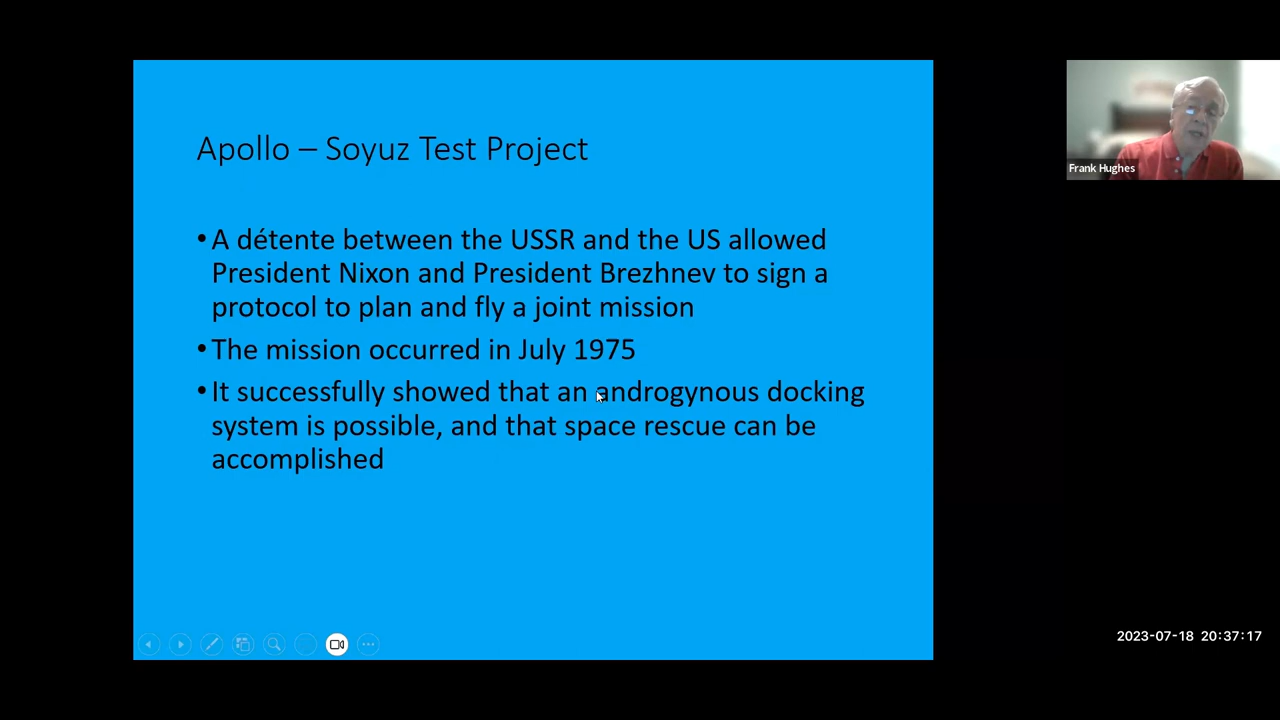 Apollo – Soyuz Test Project
• A détente between the USSR and the US allowed
President Nixon and President Brezhnev to sign a
protocol to plan and fly a joint mission
• The mission occurred in July 1975
• It successfully showed that an androgynous docking
system is possible, and that space rescue can be
accomplished
Frank Hughes
2023-07-18 20:37:17